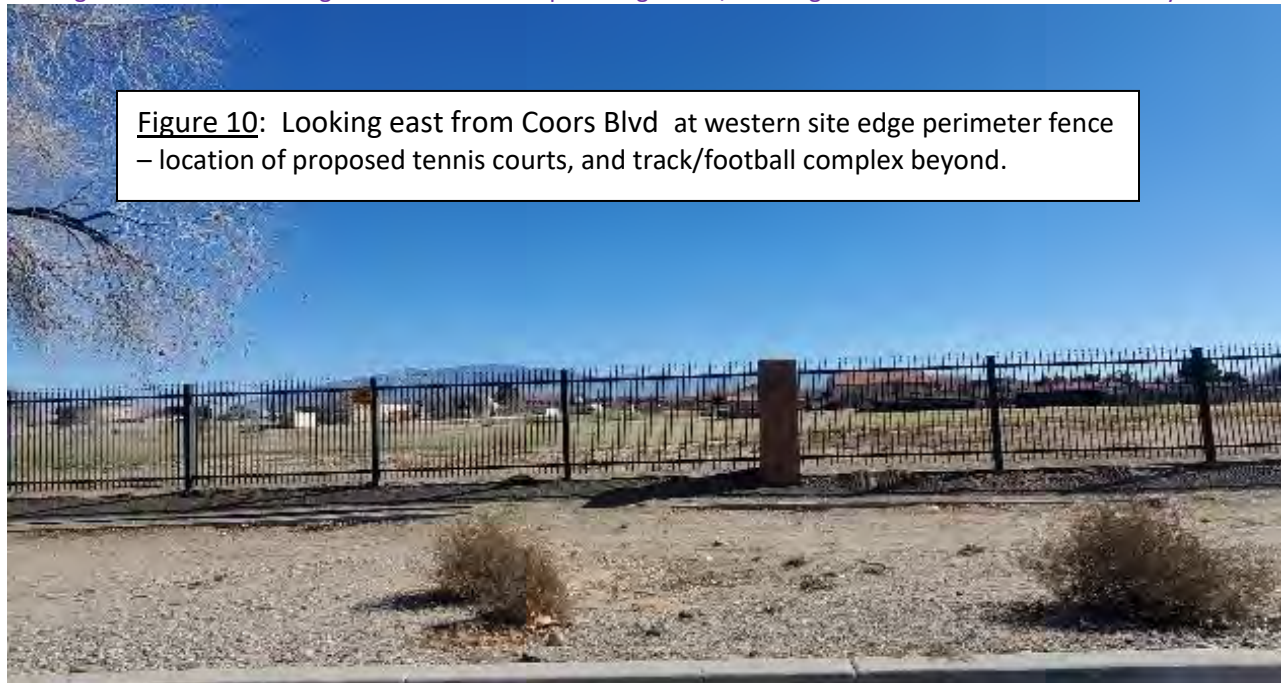 Figure 10: Looking east from Coors Blvd at western site edge perimeter fence
– location of proposed tennis courts, and track/football complex beyond.